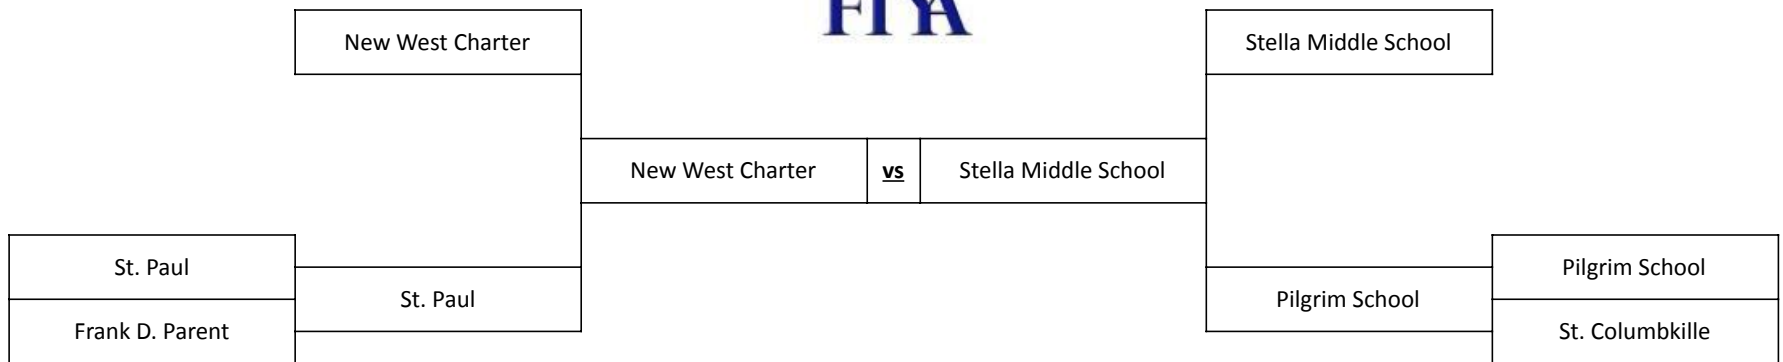 FIYA
New West Charter
Stella Middle School
New West Charter vs Stella Middle School
St. Paul
Pilgrim School
St. Paul
Pilgrim School
Frank D. Parent
St. Columbkille